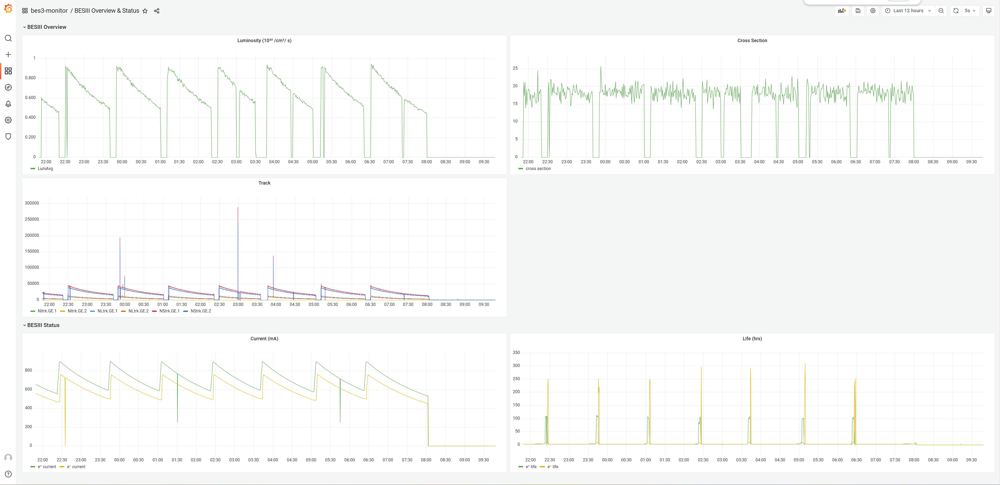 bes3-monitor / BESIII Overview & Status
Last 12 hours
5s
BESIII Overview
Luminosity (10³³ /cm²/ s)
1
0.800
0.600
0.400
0.200
0
22:00 22:30 23:00 23:30 00:00 00:30 01:00 01:30 02:00 02:30 03:00 03:30 04:00 04:30 05:00 05:30 06:00 06:30 07:00 07:30 08:00 08:30 09:00 09:30
LumAvg
Cross Section
25
20
15
10
5
0
22:00 22:30 23:00 23:30 00:00 00:30 01:00 01:30 02:00 02:30 03:00 03:30 04:00 04:30 05:00 05:30 06:00 06:30 07:00 07:30 08:00 08:30 09:00 09:30
cross section
Track
300000
250000
200000
150000
100000
50000
0
22:00 22:30 23:00 23:30 00:00 00:30 01:00 01:30 02:00 02:30 03:00 03:30 04:00 04:30 05:00 05:30 06:00 06:30 07:00 07:30 08:00 08:30 09:00 09:30
NItrk.GE.1 NItrk.GE.2 NLtrk.GE.1 NLtrk.GE.2 NStrk.GE.1 NStrk.GE.2
BESIII Status
Current (mA)
800
600
400
200
0
22:00 22:30 23:00 23:30 00:00 00:30 01:00 01:30 02:00 02:30 03:00 03:30 04:00 04:30 05:00 05:30 06:00 06:30 07:00 07:30 08:00 08:30 09:00 09:30
e⁺ current e⁻ current
Life (hrs)
350
300
250
200
150
100
50
0
22:00 22:30 23:00 23:30 00:00 00:30 01:00 01:30 02:00 02:30 03:00 03:30 04:00 04:30 05:00 05:30 06:00 06:30 07:00 07:30 08:00 08:30 09:00 09:30
e⁺ life e⁻ life